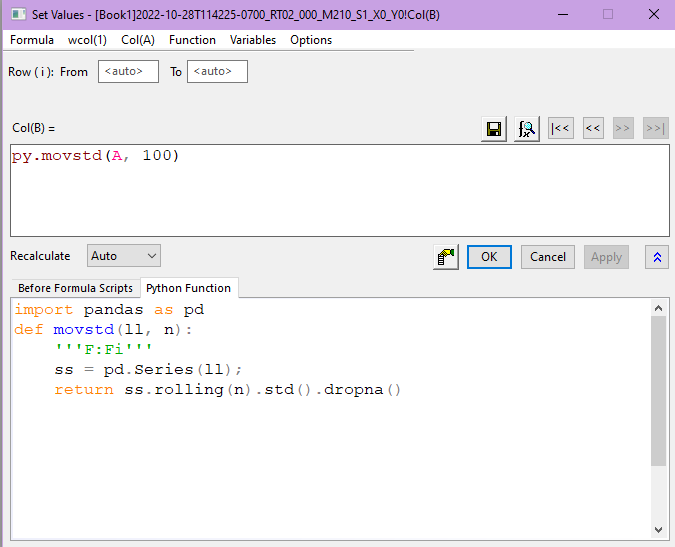 Set Values - [Book1]2022-10-28T114225-0700_RT02_000_M210_S1_X0_Y0!Col(B)
Formula wcol(1) Col(A) Function Variables Options
Row ( i ): From <auto> To <auto>
Col(B) = |<< << >> >>|
py.movstd(A, 100)
Recalculate Auto OK Cancel Apply
Before Formula Scripts Python Function
import pandas as pd
def movstd(ll, n):
    '''F:Fi'''
    ss = pd.Series(ll);
    return ss.rolling(n).std().dropna()